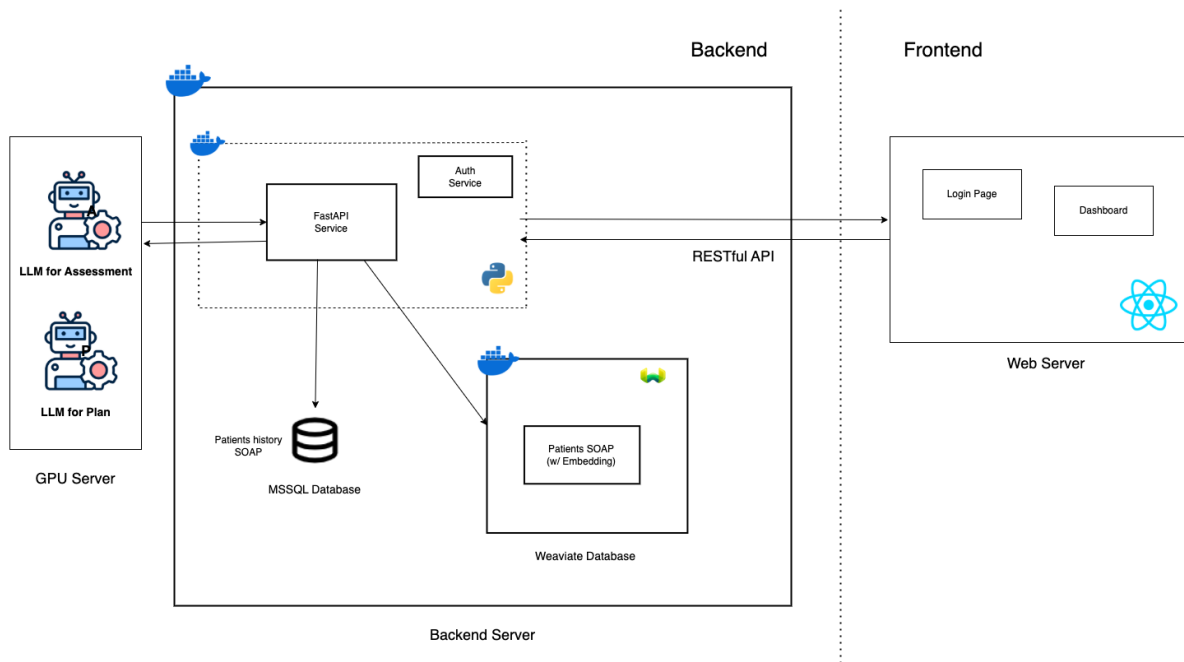 Backend
Frontend
Auth
Service
FastAPI
Service
A
LLM for Assessment
P
LLM for Plan
GPU Server
RESTful API
Login Page
Dashboard
Web Server
Patients history
SOAP
MSSQL Database
Patients SOAP
(w/ Embedding)
Weaviate Database
Backend Server